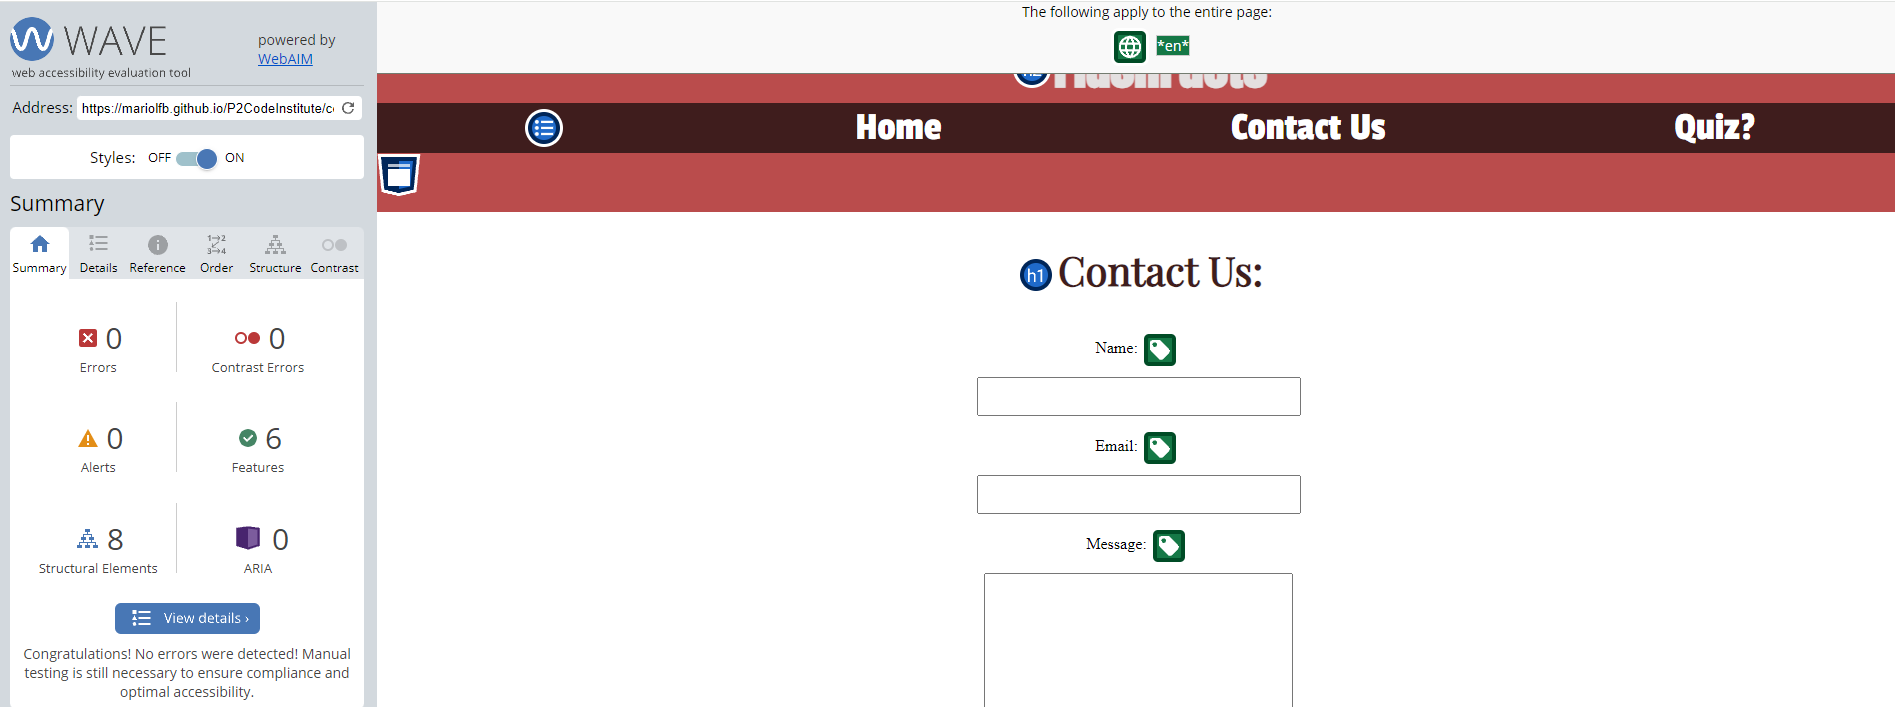 WAVE
web accessibility evaluation tool
powered by
WebAIM
Address: https://mariolfb.github.io/P2CodeInstitute/c
Styles: OFF ON
Summary
Summary Details Reference Order Structure Contrast
0
Errors
0
Contrast Errors
0
Alerts
6
Features
8
Structural Elements
0
ARIA
View details ›
Congratulations! No errors were detected! Manual
testing is still necessary to ensure compliance and
optimal accessibility.
The following apply to the entire page:
*en*
Home Contact Us Quiz?
h1 Contact Us:
Name:
Email:
Message: